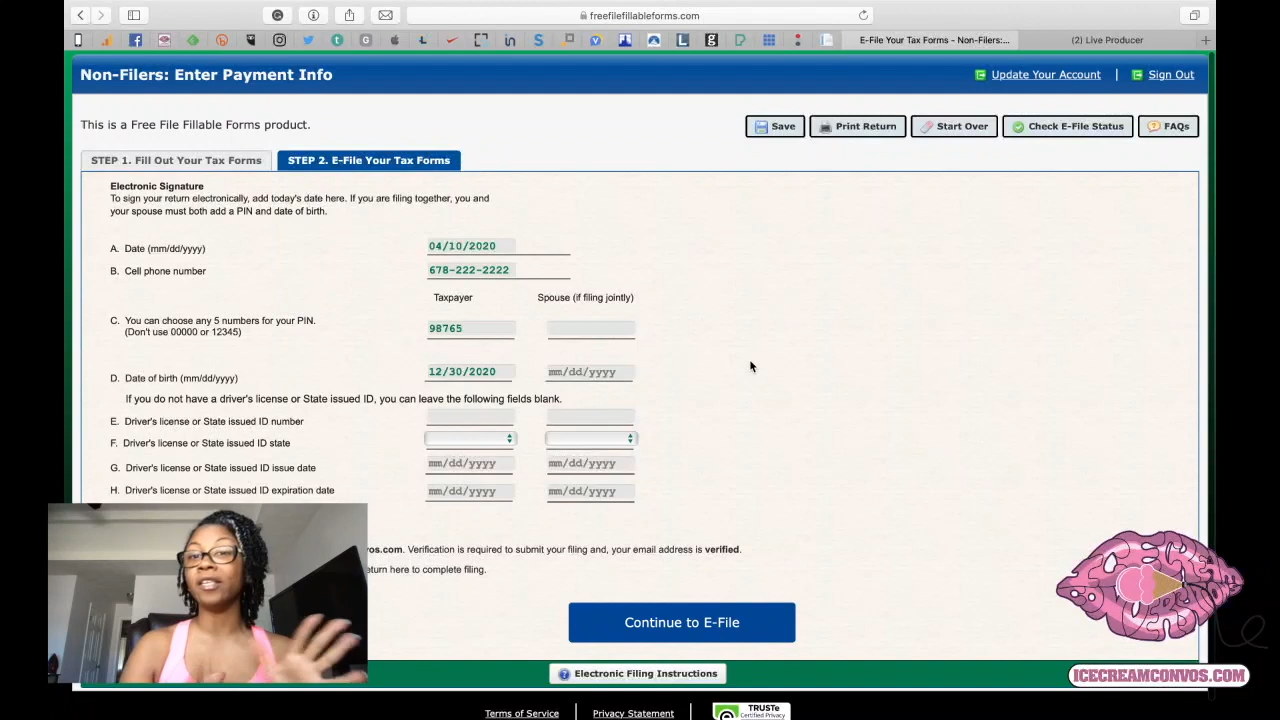 freefilefillableforms.com
E-File Your Tax Forms - Non-Filers:...
(2) Live Producer
Non-Filers: Enter Payment Info
Update Your Account | Sign Out
This is a Free File Fillable Forms product.
Save
Print Return
Start Over
Check E-File Status
FAQs
STEP 1. Fill Out Your Tax Forms
STEP 2. E-File Your Tax Forms
Electronic Signature
To sign your return electronically, add today's date here. If you are filing together, you and
your spouse must both add a PIN and date of birth.
A. Date (mm/dd/yyyy) 04/10/2020
B. Cell phone number 678-222-2222
Taxpayer Spouse (if filing jointly)
C. You can choose any 5 numbers for your PIN.
(Don't use 00000 or 12345) 98765
D. Date of birth (mm/dd/yyyy) 12/30/2020 mm/dd/yyyy
If you do not have a driver's license or State issued ID, you can leave the following fields blank.
E. Driver's license or State issued ID number
F. Driver's license or State issued ID state
G. Driver's license or State issued ID issue date mm/dd/yyyy mm/dd/yyyy
H. Driver's license or State issued ID expiration date mm/dd/yyyy mm/dd/yyyy
vos.com. Verification is required to submit your filing and, your email address is verified.
eturn here to complete filing.
Continue to E-File
Electronic Filing Instructions
ICECREAMCONVOS.COM
Terms of Service | Privacy Statement
TRUSTe
Certified Privacy